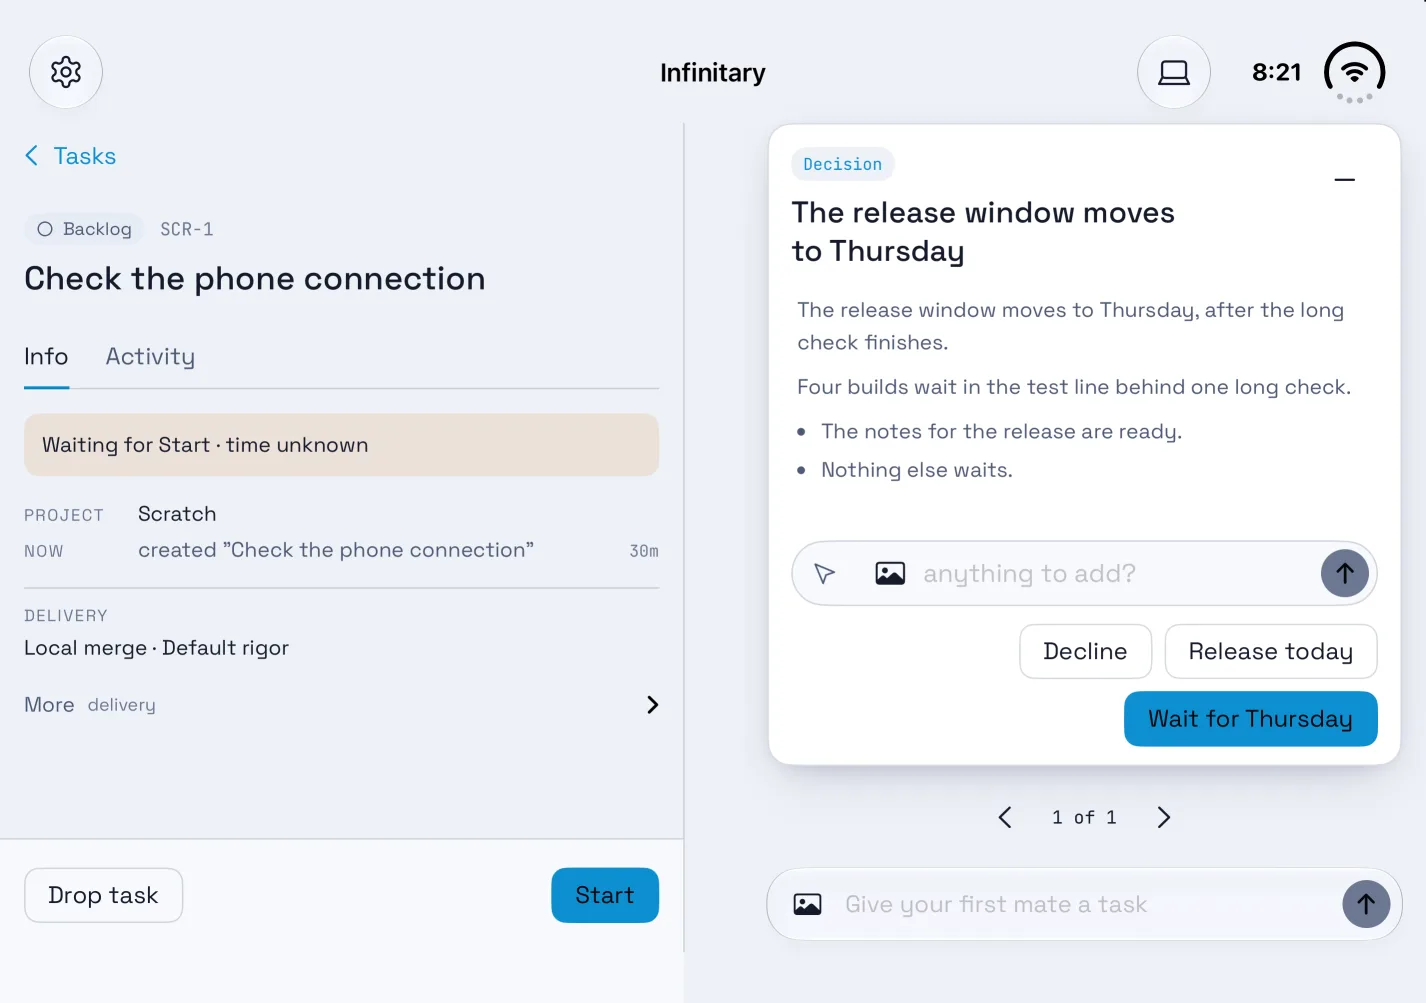 Infinitary
8:21
Tasks
Backlog SCR-1
Check the phone connection
Info Activity
Waiting for Start · time unknown
PROJECT Scratch
NOW created ”Check the phone connection” 30m
DELIVERY
Local merge · Default rigor
More delivery
Drop task
Start
Decision
The release window moves
to Thursday
The release window moves to Thursday, after the long
check finishes.
Four builds wait in the test line behind one long check.
• The notes for the release are ready.
• Nothing else waits.
anything to add?
Decline
Release today
Wait for Thursday
1 of 1
Give your first mate a task